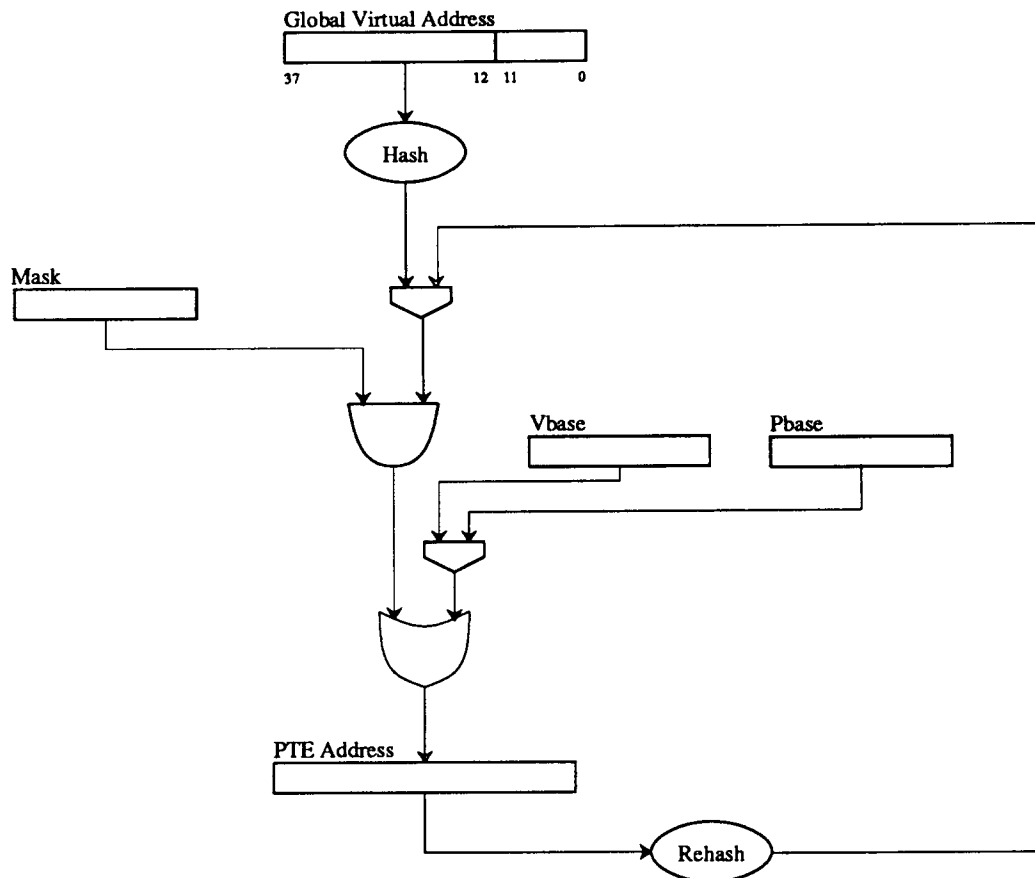 Global Virtual Address
37 12 11 0
Hash
Mask
Vbase Pbase
PTE Address
Rehash